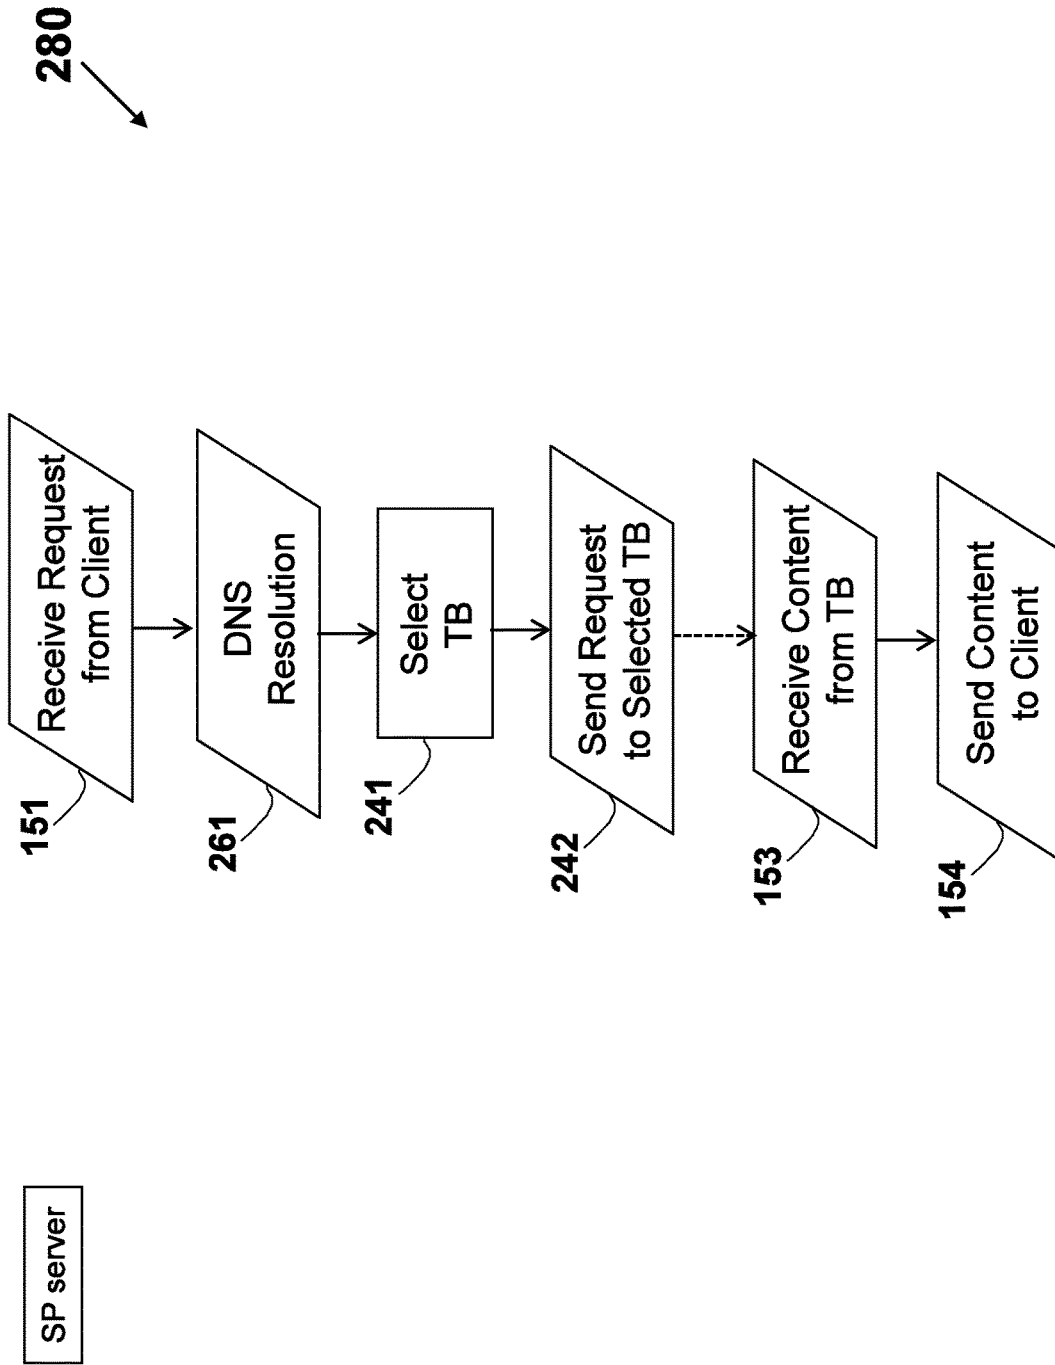 280
SP server
Receive Request
from Client
151
DNS
Resolution
261
Select
TB
241
Send Request
to Selected TB
242
Receive Content
from TB
153
Send Content
to Client
154